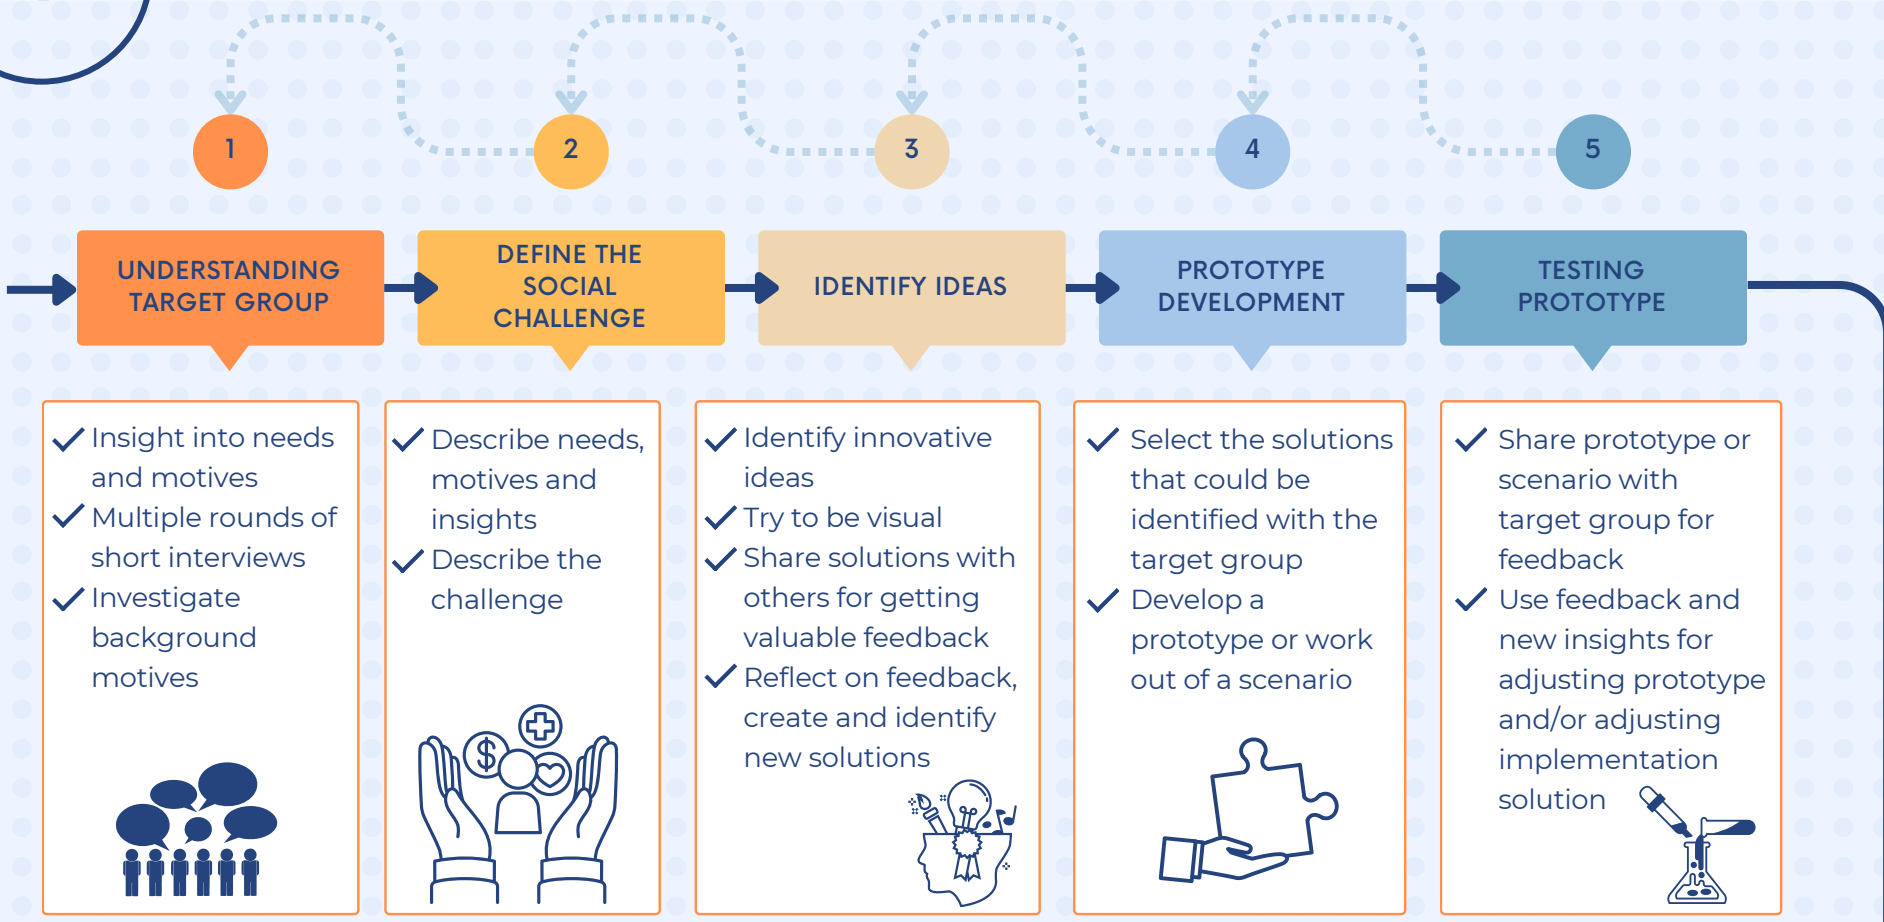 1
2
3
4
5
UNDERSTANDING
TARGET GROUP
DEFINE THE
SOCIAL
CHALLENGE
IDENTIFY IDEAS
PROTOTYPE
DEVELOPMENT
TESTING
PROTOTYPE
Insight into needs
and motives
Multiple rounds of
short interviews
Investigate
background
motives
Describe needs,
motives and
insights
Describe the
challenge
$
Identify innovative
ideas
Try to be visual
Share solutions with
others for getting
valuable feedback
Reflect on feedback,
create and identify
new solutions
Select the solutions
that could be
identified with the
target group
Develop a
prototype or work
out of a scenario
Share prototype or
scenario with
target group for
feedback
Use feedback and
new insights for
adjusting prototype
and/or adjusting
implementation
solution